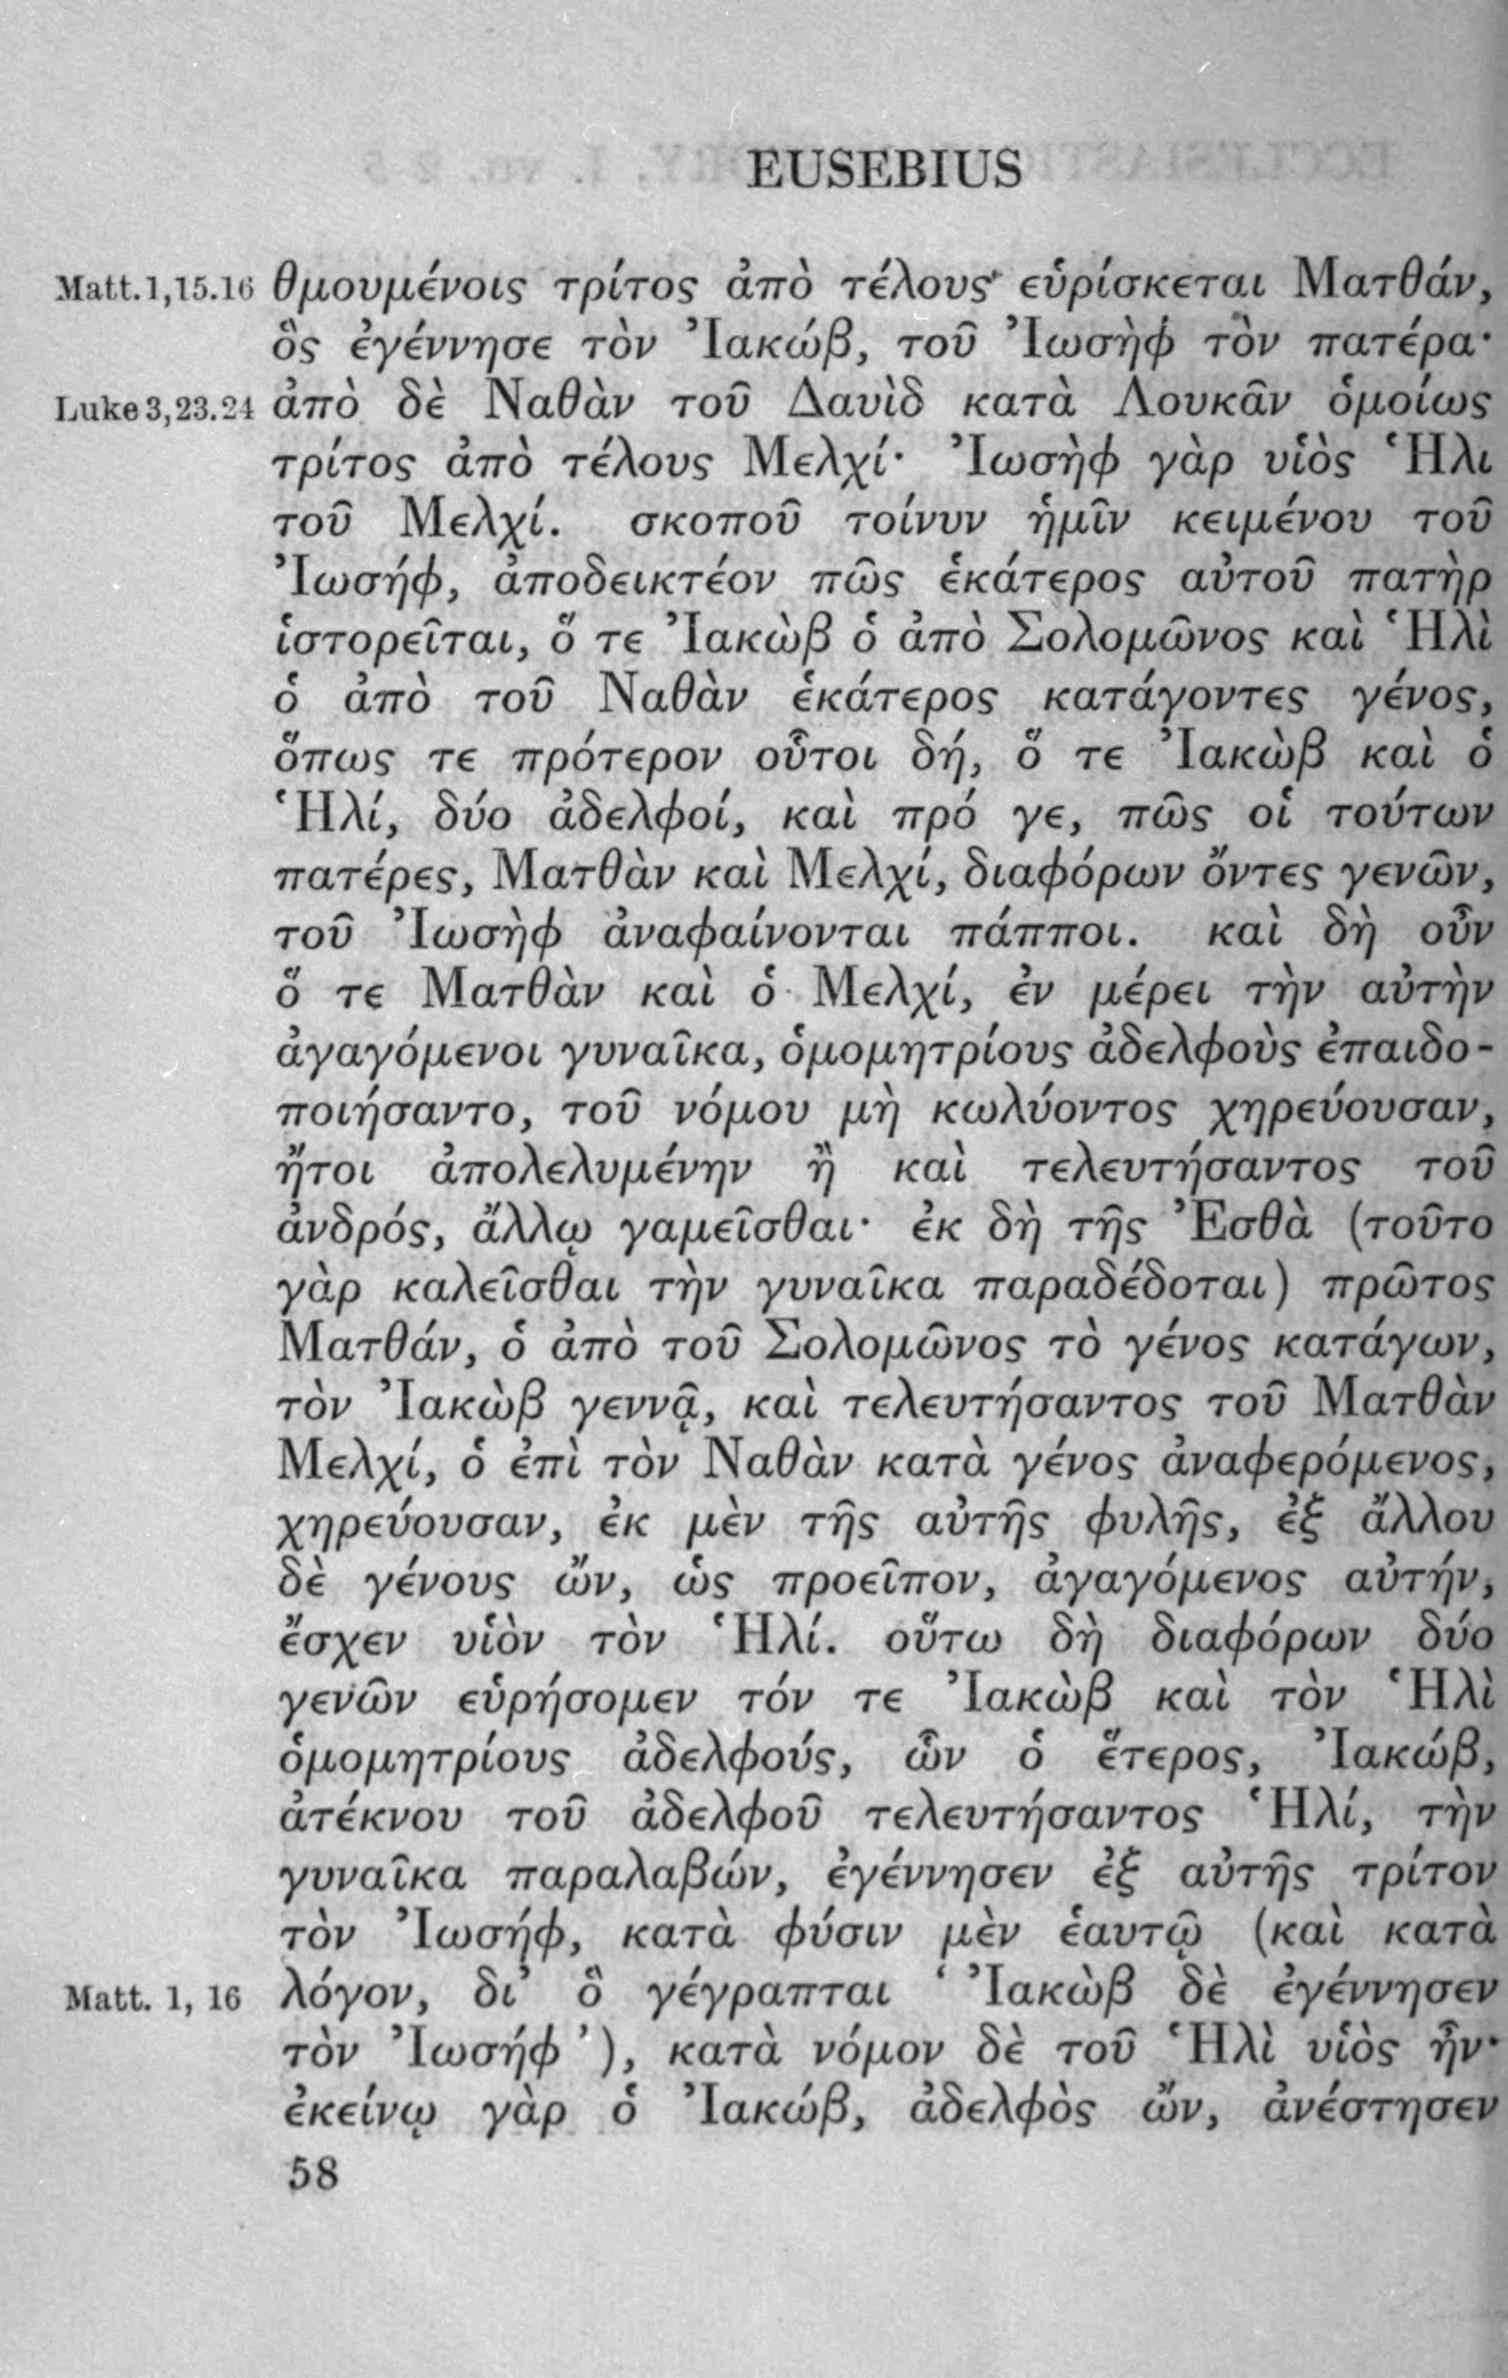 EUSEBIUS
Matt.1,15.16 θμουμένοις τρίτος ἀπὸ τέλους εὑρίσκεται Ματθάν,
ὃς ἐγέννησε τὸν Ἰακώβ, τοῦ Ἰωσὴφ τὸν πατέρα·
Luke 3,23.24 ἀπὸ δὲ Ναθὰν τοῦ Δαυὶδ κατὰ Λουκᾶν ὁμοίως
τρίτος ἀπὸ τέλους Μελχί· Ἰωσὴφ γὰρ υἱὸς Ἡλι
τοῦ Μελχί. σκοποῦ τοίνυν ἡμῖν κειμένου τοῦ
Ἰωσήφ, ἀποδεικτέον πῶς ἑκάτερος αὐτοῦ πατὴρ
ἱστορεῖται, ὅ τε Ἰακὼβ ὁ ἀπὸ Σολομῶνος καὶ Ἡλὶ
ὁ ἀπὸ τοῦ Ναθὰν ἑκάτερος κατάγοντες γένος,
ὅπως τε πρότερον οὗτοι δή, ὅ τε Ἰακὼβ καὶ ὁ
Ἡλί, δύο ἀδελφοί, καὶ πρό γε, πῶς οἱ τούτων
πατέρες, Ματθὰν καὶ Μελχί, διαφόρων ὄντες γενῶν,
τοῦ Ἰωσὴφ ἀναφαίνονται πάπποι. καὶ δὴ οὖν
ὅ τε Ματθὰν καὶ ὁ Μελχί, ἐν μέρει τὴν αὐτὴν
ἀγαγόμενοι γυναῖκα, ὁμομητρίους ἀδελφοὺς ἐπαιδο-
ποιήσαντο, τοῦ νόμου μὴ κωλύοντος χηρεύουσαν,
ἤτοι ἀπολελυμένην ἢ καὶ τελευτήσαντος τοῦ
ἀνδρός, ἄλλῳ γαμεῖσθαι· ἐκ δὴ τῆς Ἐσθὰ (τοῦτο
γὰρ καλεῖσθαι τὴν γυναῖκα παραδέδοται) πρῶτος
Ματθάν, ὁ ἀπὸ τοῦ Σολομῶνος τὸ γένος κατάγων,
τὸν Ἰακὼβ γεννᾷ, καὶ τελευτήσαντος τοῦ Ματθὰν
Μελχί, ὁ ἐπὶ τὸν Ναθὰν κατὰ γένος ἀναφερόμενος,
χηρεύουσαν, ἐκ μὲν τῆς αὐτῆς φυλῆς, ἐξ ἄλλου
δὲ γένους ὤν, ὡς προεῖπον, ἀγαγόμενος αὐτήν,
ἔσχεν υἱὸν τὸν Ἡλί. οὕτω δὴ διαφόρων δύο
γενῶν εὑρήσομεν τόν τε Ἰακὼβ καὶ τὸν Ἡλὶ
ὁμομητρίους ἀδελφούς, ὧν ὁ ἕτερος, Ἰακώβ,
ἀτέκνου τοῦ ἀδελφοῦ τελευτήσαντος Ἡλί, τὴν
γυναῖκα παραλαβών, ἐγέννησεν ἐξ αὐτῆς τρίτον
τὸν Ἰωσήφ, κατὰ φύσιν μὲν ἑαυτῷ (καὶ κατὰ
Matt. 1, 16 λόγον, δι’ ὃ γέγραπται ‘ Ἰακὼβ δὲ ἐγέννησεν
τὸν Ἰωσήφ ’), κατὰ νόμον δὲ τοῦ Ἡλὶ υἱὸς ἦν·
ἐκείνῳ γὰρ ὁ Ἰακώβ, ἀδελφὸς ὤν, ἀνέστησεν
58